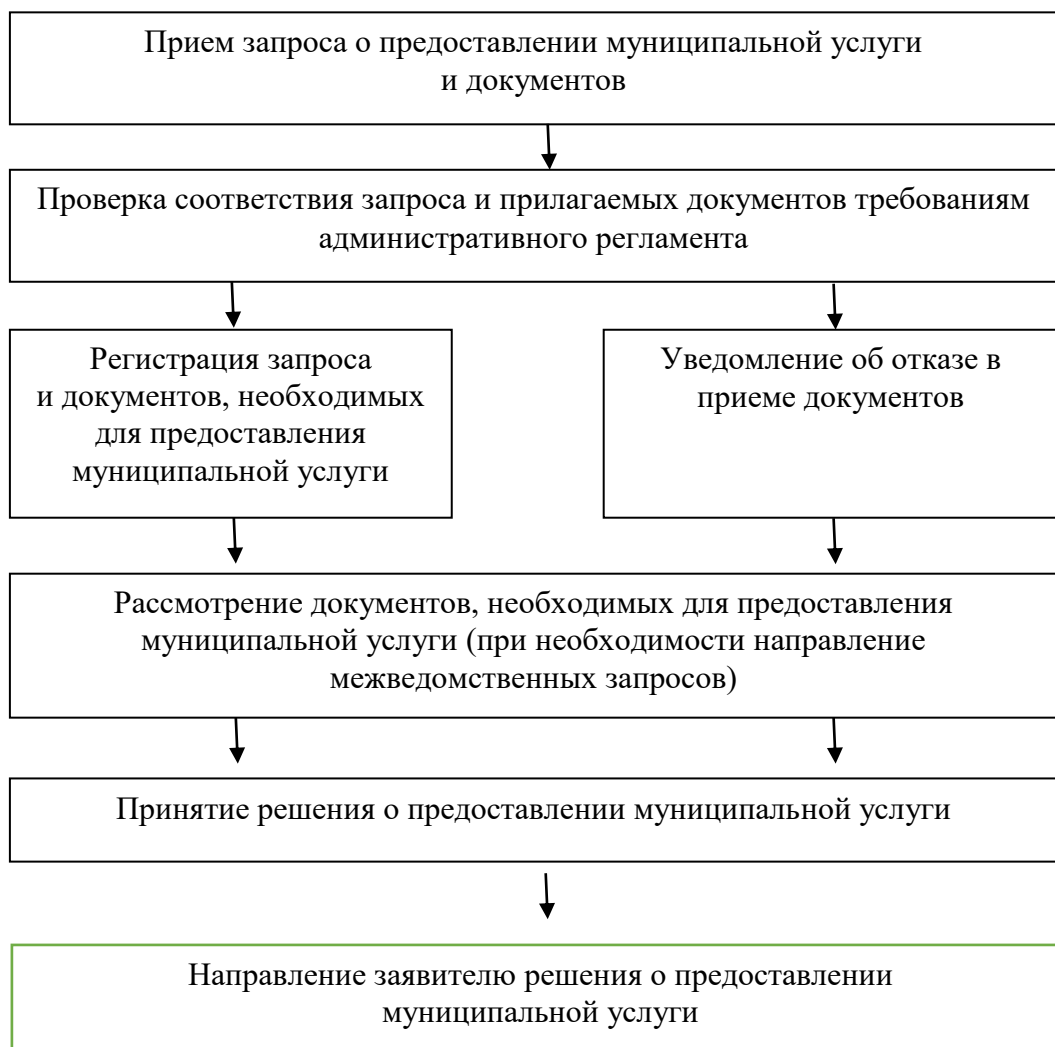 Прием запроса о предоставлении муниципальной услуги
и документов
Проверка соответствия запроса и прилагаемых документов требованиям
административного регламента
Регистрация запроса
и документов, необходимых
для предоставления
муниципальной услуги
Уведомление об отказе в
приеме документов
Рассмотрение документов, необходимых для предоставления
муниципальной услуги (при необходимости направление
межведомственных запросов)
Принятие решения о предоставлении муниципальной услуги
Направление заявителю решения о предоставлении
муниципальной услуги